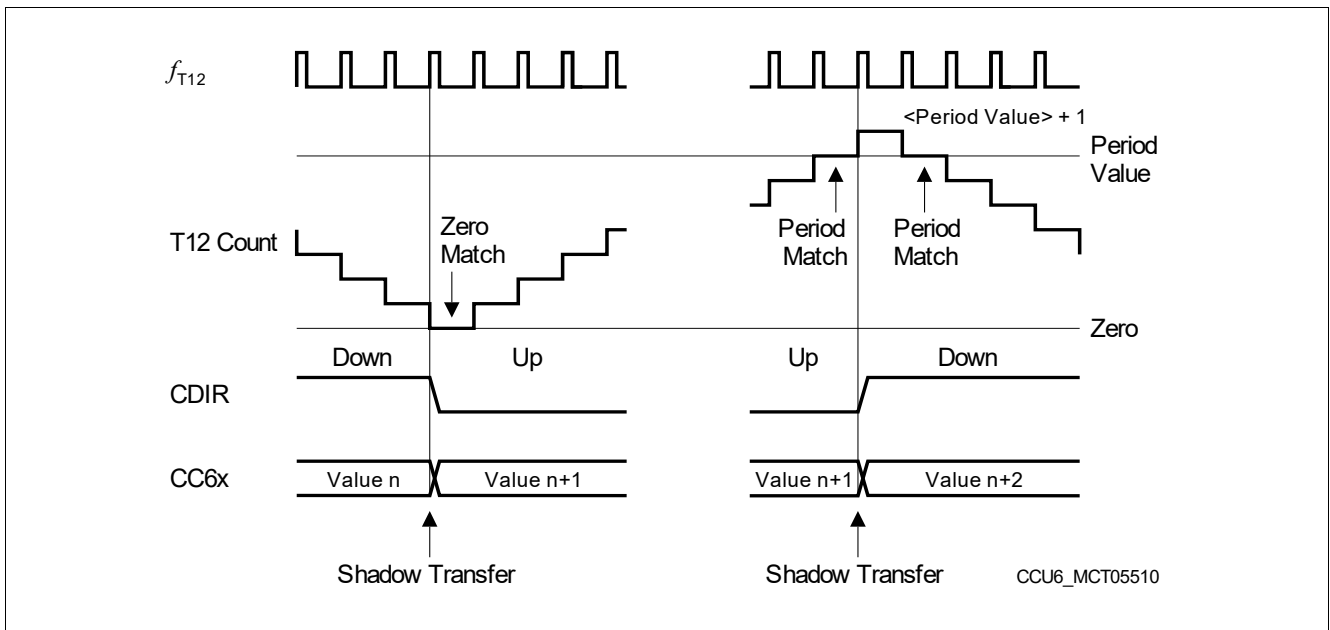 fT12
<Period Value> + 1
Period
Value
T12 Count
Zero
Match
Period
Match
Period
Match
Zero
Down
Up
Up
Down
CDIR
CC6x
Value n
Value n+1
Value n+1
Value n+2
Shadow Transfer
Shadow Transfer
CCU6_MCT05510